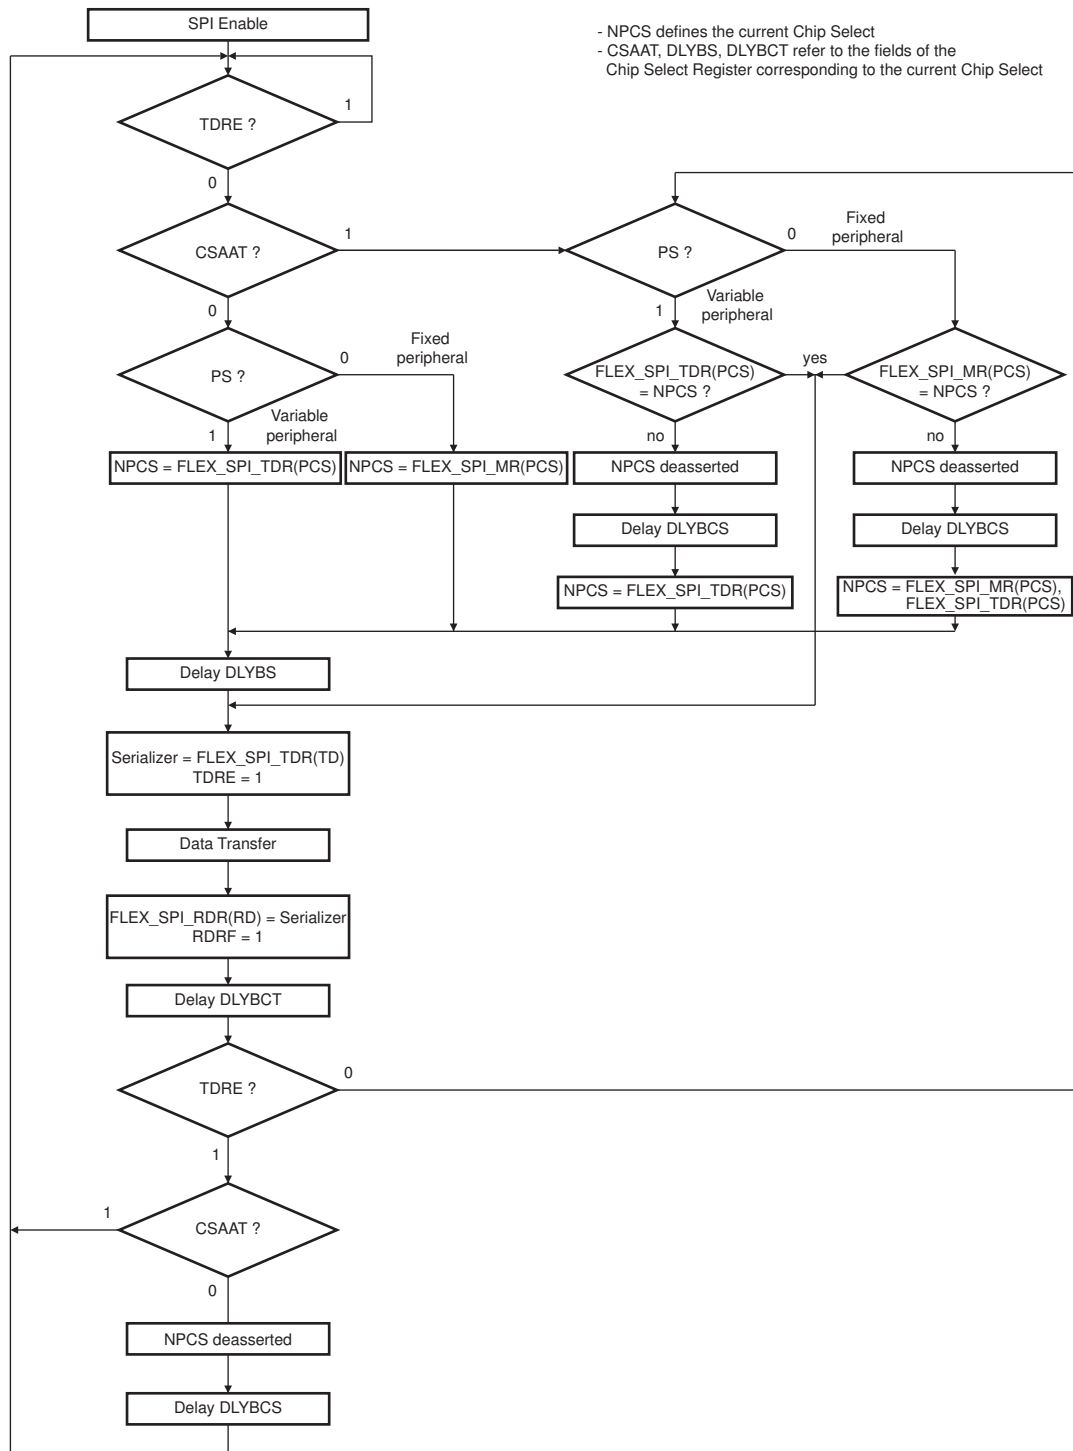 SPI Enable
- NPCS defines the current Chip Select
- CSAAT, DLYBS, DLYBCT refer to the fields of the
Chip Select Register corresponding to the current Chip Select
TDRE ?
1
0
CSAAT ?
1
0
PS ?
0
Fixed
peripheral
1
Variable
peripheral
PS ?
0
Fixed
peripheral
1
Variable
peripheral
FLEX_SPI_TDR(PCS)
= NPCS ?
yes
FLEX_SPI_MR(PCS)
= NPCS ?
no
no
NPCS = FLEX_SPI_TDR(PCS)
NPCS = FLEX_SPI_MR(PCS)
NPCS deasserted
NPCS deasserted
Delay DLYBCS
Delay DLYBCS
NPCS = FLEX_SPI_TDR(PCS)
NPCS = FLEX_SPI_MR(PCS),
FLEX_SPI_TDR(PCS)
Delay DLYBS
Serializer = FLEX_SPI_TDR(TD)
TDRE = 1
Data Transfer
FLEX_SPI_RDR(RD) = Serializer
RDRF = 1
Delay DLYBCT
TDRE ?
0
1
CSAAT ?
1
0
NPCS deasserted
Delay DLYBCS